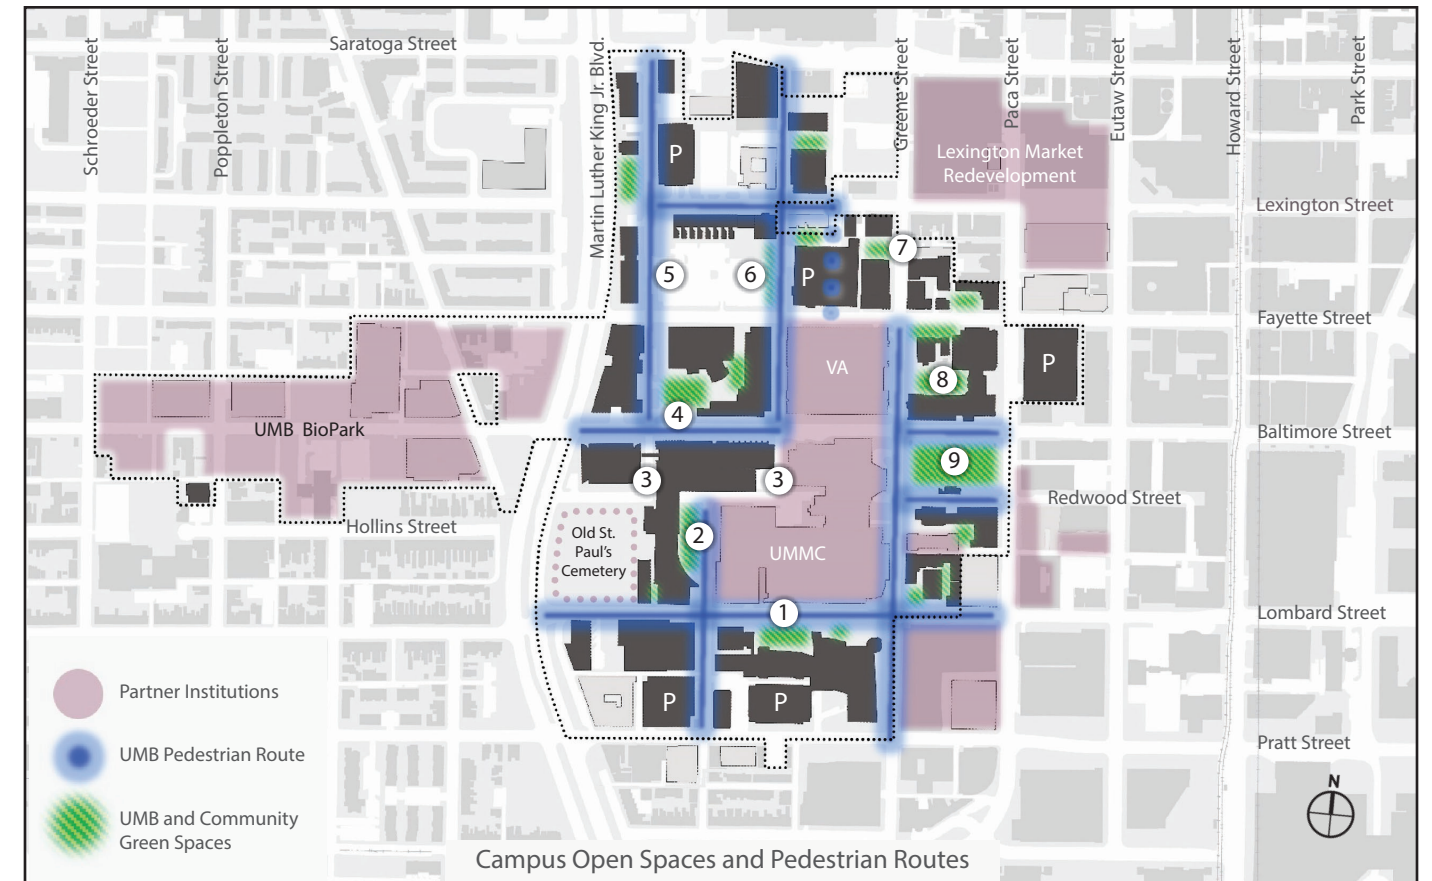 Saratoga Street
Schroeder Street
Poppleton Street
Martin Luther King Jr. Blvd.
Greene Street
Paca Street
Eutaw Street
Howard Street
Park Street
P
Lexington Market
Redevelopment
Lexington Street
7
5
6
P
Fayette Street
VA
P
8
4
UMB BioPark
Baltimore Street
9
3
3
Redwood Street
Hollins Street
Old St.
Paul's
Cemetery
2
UMMC
1
Lombard Street
P
P
Partner Institutions
UMB Pedestrian Route
UMB and Community
Green Spaces
Pratt Street
N
Campus Open Spaces and Pedestrian Routes